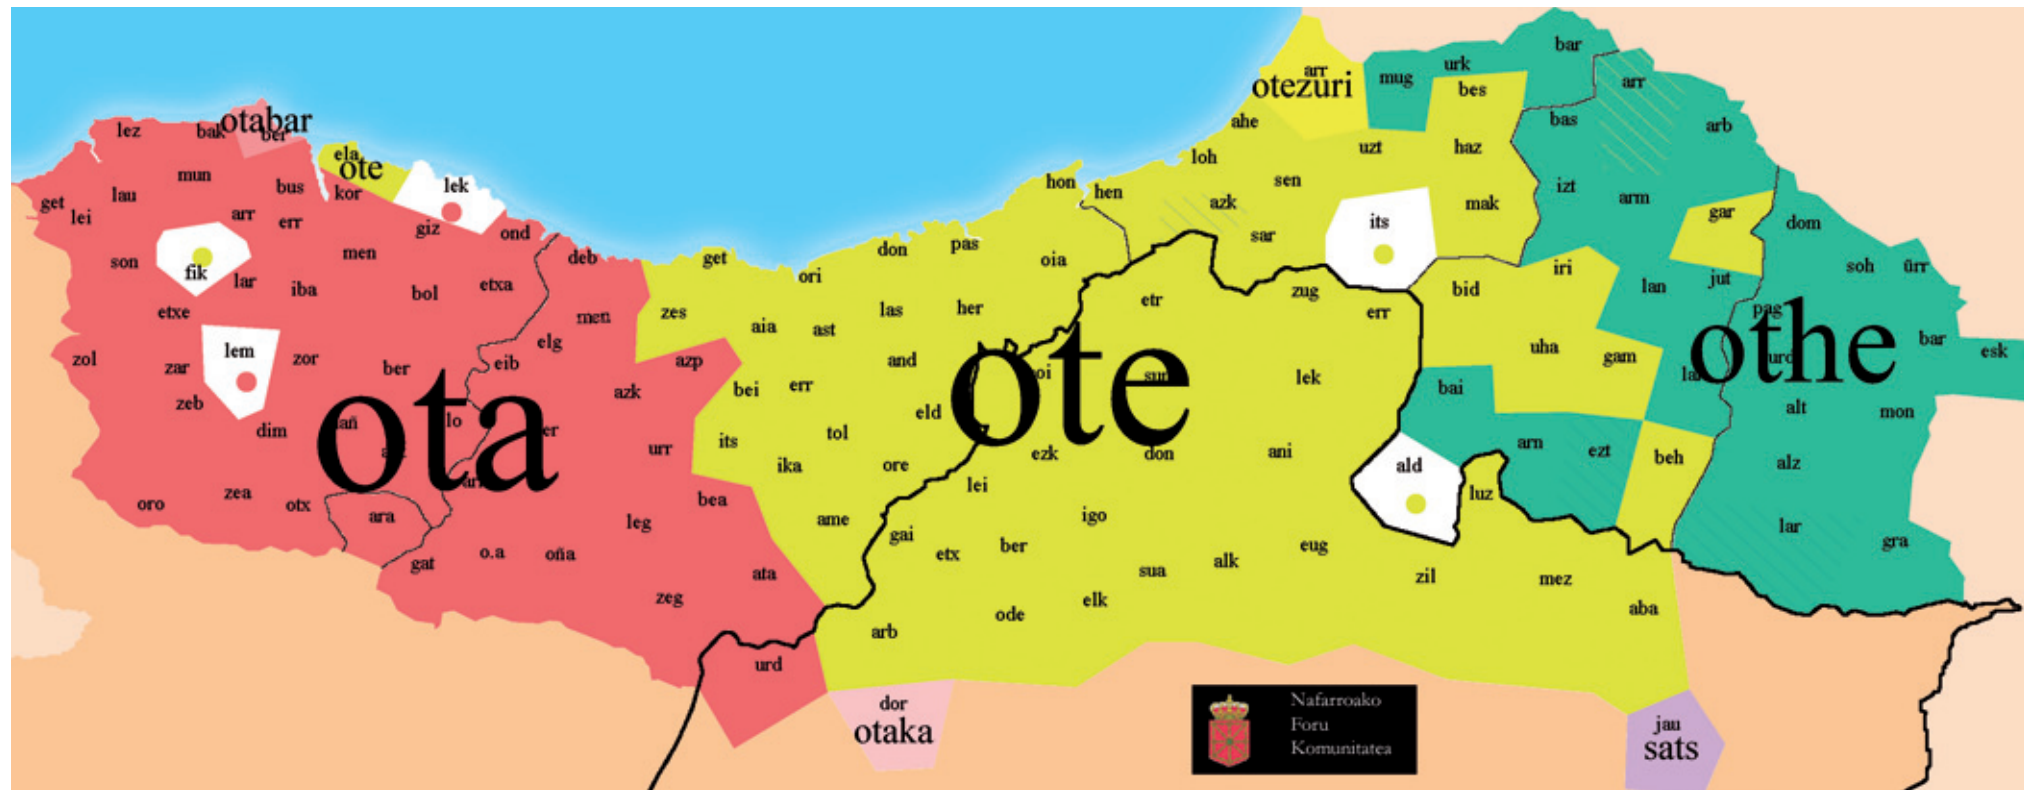 bar
arr
otezuri
mug
urk
bes
arr
lez
bak
otabar
ber
ahe
bas
arb
ela
ote
loh
uzt
haz
mun
bus
kor
lek
hon
hen
sen
izt
arm
get
lei
lau
arr
err
giz
ond
azk
mak
gar
dom
its
sar
son
fik
lar
iba
men
bol
etxa
deb
get
ori
don
pas
oia
iri
bid
lan
jut
soh
ürr
etxe
men
zes
aia
ast
las
her
etr
zug
err
pag
othe
zol
zar
lem
zor
ber
eib
elg
azp
and
uha
gam
bar
esk
zeb
azk
bei
err
eld
ote
lek
bai
alt
mon
dim
ota
lo
urr
its
tol
ika
ore
ezk
don
ani
ald
arn
ezt
beh
alz
oro
zea
otx
ara
leg
bea
ame
lei
igo
luz
lar
gra
gat
o.a
oña
ata
gai
etx
ber
sua
alk
eug
zil
mez
aba
zeg
arb
ode
elk
urd
dor
otaka
Nafarroako
Foru
Komunitatea
jau
sats